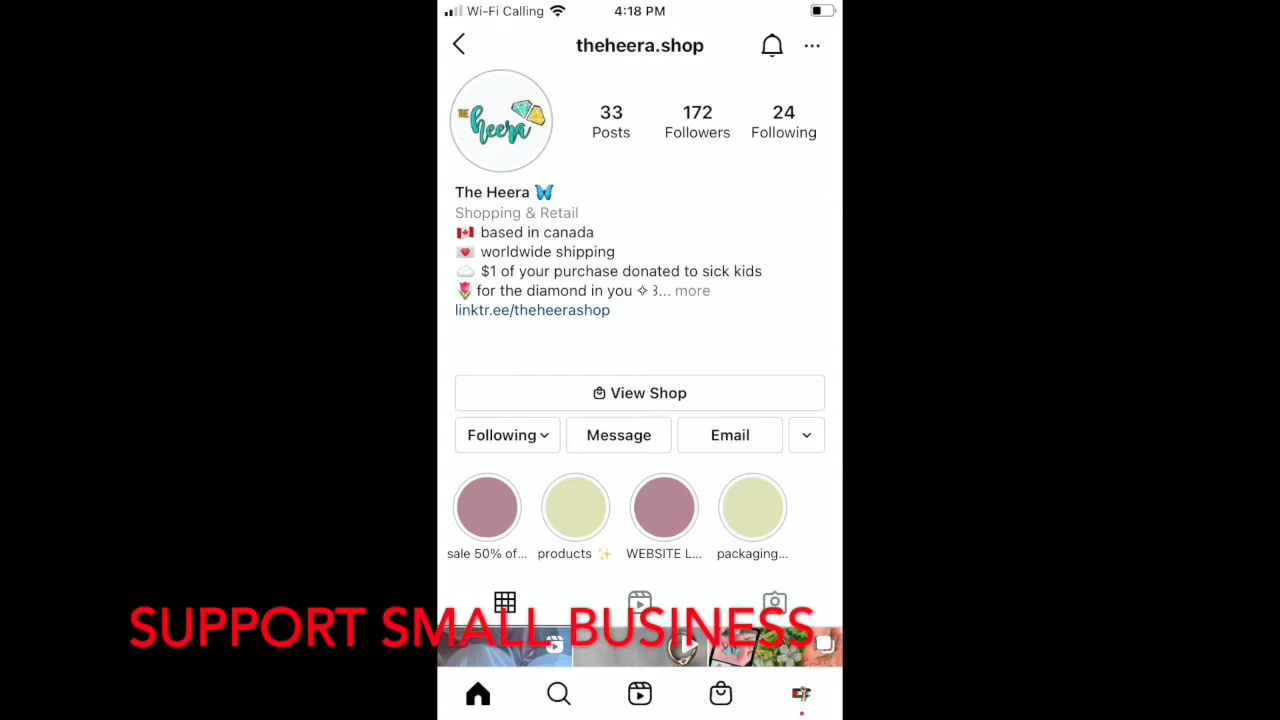 Wi-Fi Calling 4:18 PM
theheera.shop
THE heera
33 172 24
Posts Followers Following
The Heera 🦋
Shopping & Retail
🇨🇦 based in canada
💌 worldwide shipping
☁️ $1 of your purchase donated to sick kids
🌷 for the diamond in you ✧ 3... more
linktr.ee/theheerashop
View Shop
Following Message Email
sale 50% of... products ✨ WEBSITE L... packaging...
SUPPORT SMALL BUSINESS